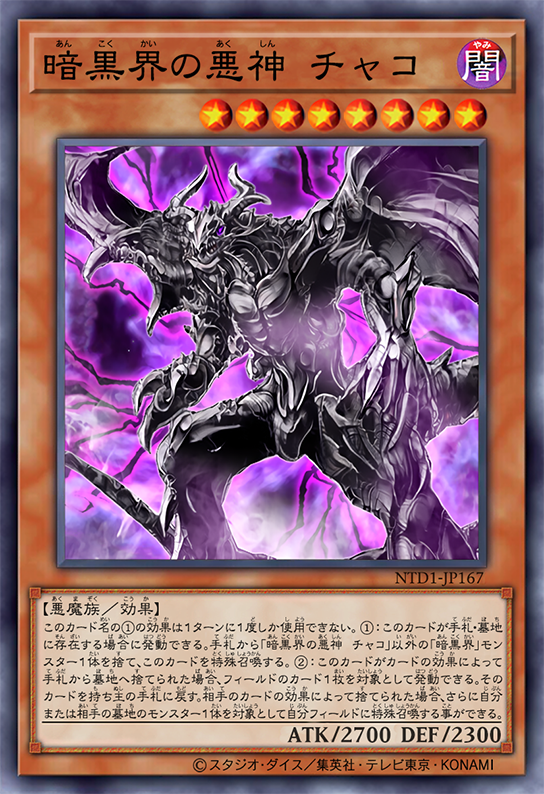 暗黒界の悪神 チャコ
闇
NTD1-JP167
【悪魔族／効果】
このカード名の①の効果は1ターンに1度しか使用できない。①：このカードが手札・墓地
に存在する場合に発動できる。手札から「暗黒界の悪神 チャコ」以外の「暗黒界」モン
スター1体を捨て、このカードを特殊召喚する。②：このカードがカードの効果によって
手札から墓地へ捨てられた場合、フィールドのカード1枚を対象として発動できる。その
カードを持ち主の手札に戻す。相手のカードの効果によって捨てられた場合、さらに自分
または相手の墓地のモンスター1体を対象として自分フィールドに特殊召喚する事ができる。
ATK/2700 DEF/2300
©スタジオ・ダイス／集英社・テレビ東京・KONAMI